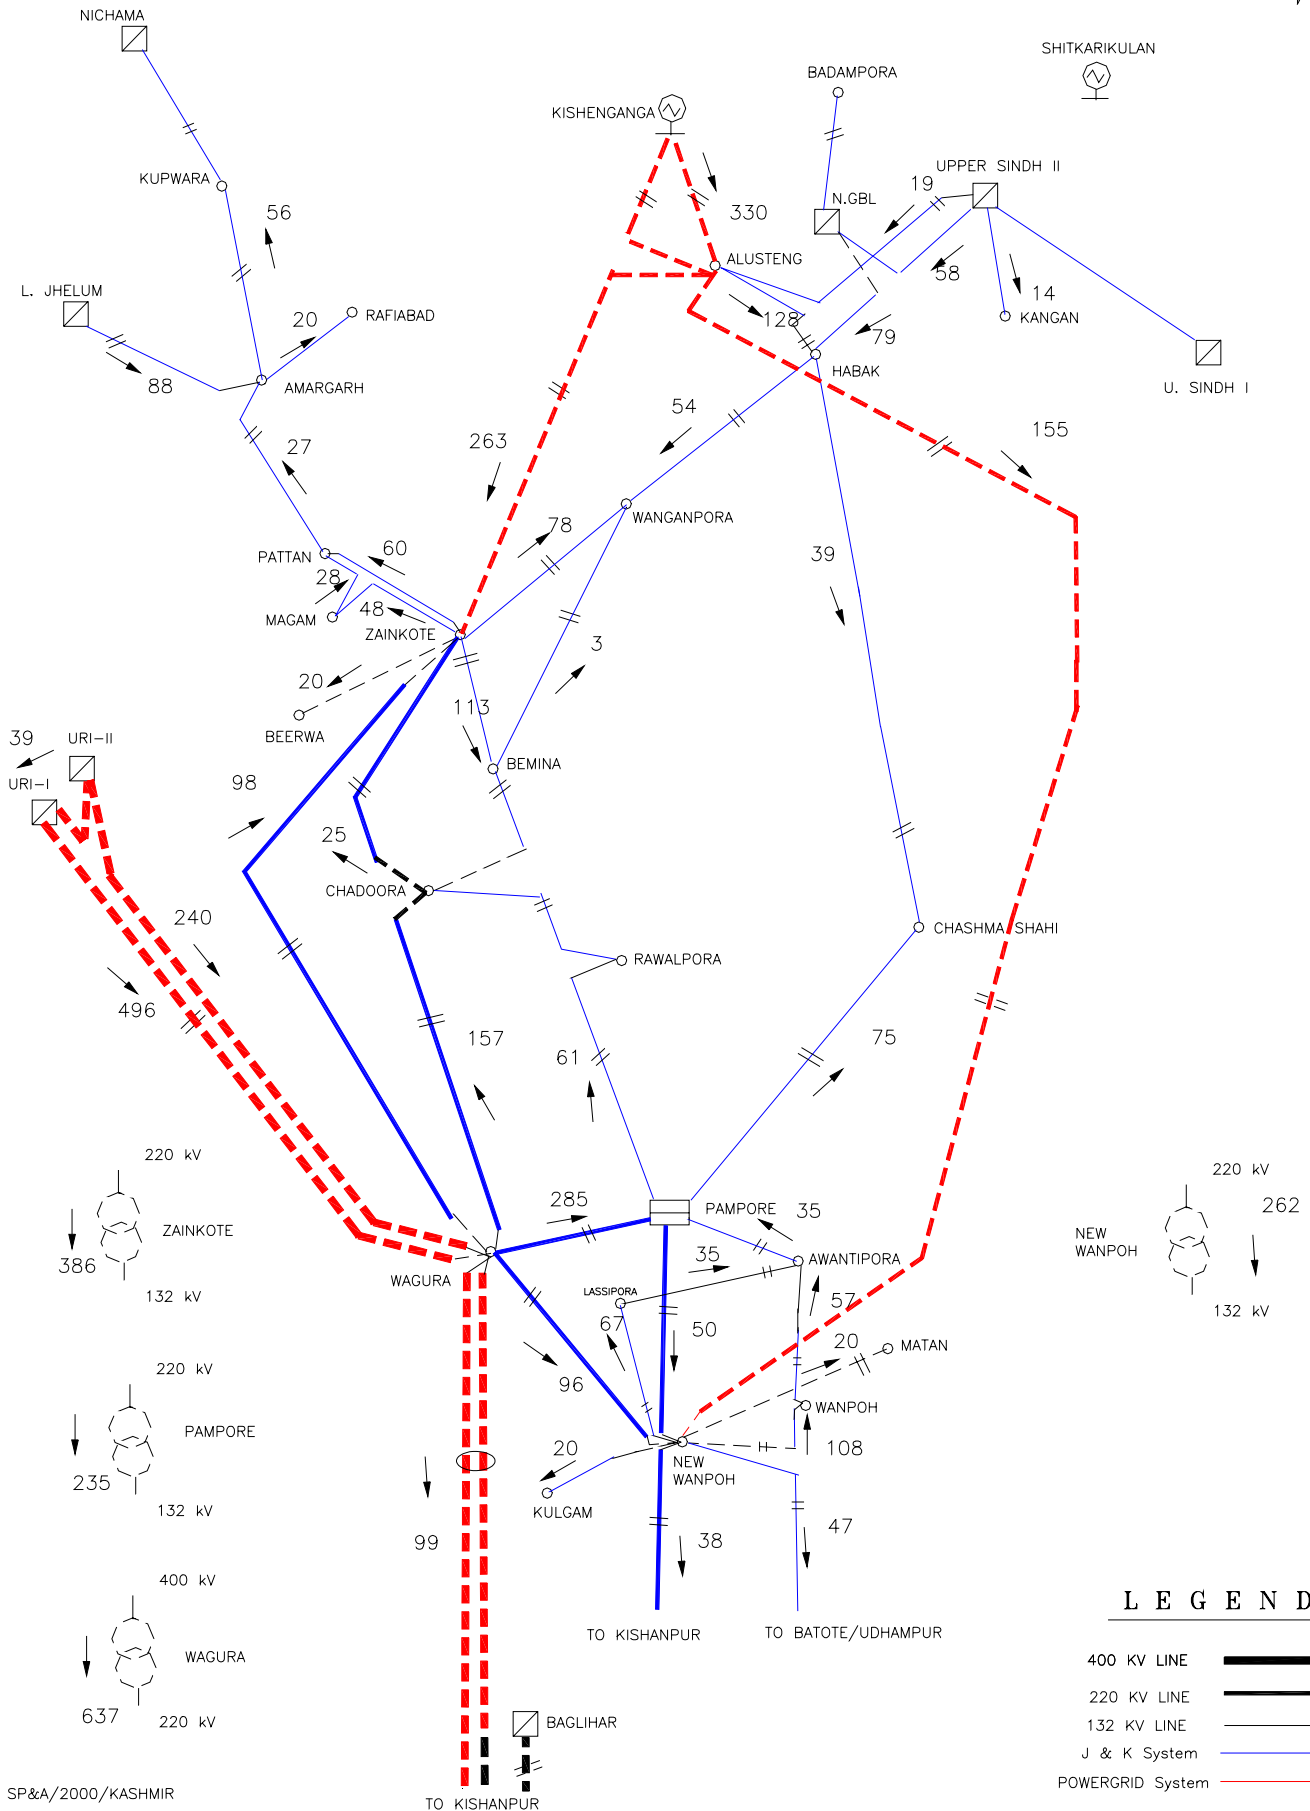 NICHAMA
SHITKARIKULAN
BADAMPORA
KISHENGANGA
UPPER SINDH II
KUPWARA
19
N.GBL
56
330
ALUSTENG
58
L. JHELUM
14
20
RAFIABAD
128
KANGAN
79
88
HABAK
AMARGARH
U. SINDH I
54
155
27
263
WANGANPORA
78
PATTAN
60
39
28
MAGAM
48
ZAINKOTE
3
20
113
BEERWA
39
URI-II
BEMINA
URI-I
98
25
CHADOORA
240
CHASHMA SHAHI
RAWALPORA
496
157
75
61
220 kV
220 kV
285
PAMPORE
35
262
ZAINKOTE
NEW
WANPOH
386
35
AWANTIPORA
WAGURA
LASSIPORA
132 kV
57
132 kV
67
50
20
MATAN
220 kV
96
WANPOH
PAMPORE
20
108
NEW
WANPOH
235
132 kV
KULGAM
47
99
38
400 kV
LEGEND
TO KISHANPUR
TO BATOTE/UDHAMPUR
WAGURA
400 KV LINE
220 KV LINE
637
220 kV
BAGLIHAR
132 KV LINE
J & K System
POWERGRID System
SP&A/2000/KASHMIR
TO KISHANPUR